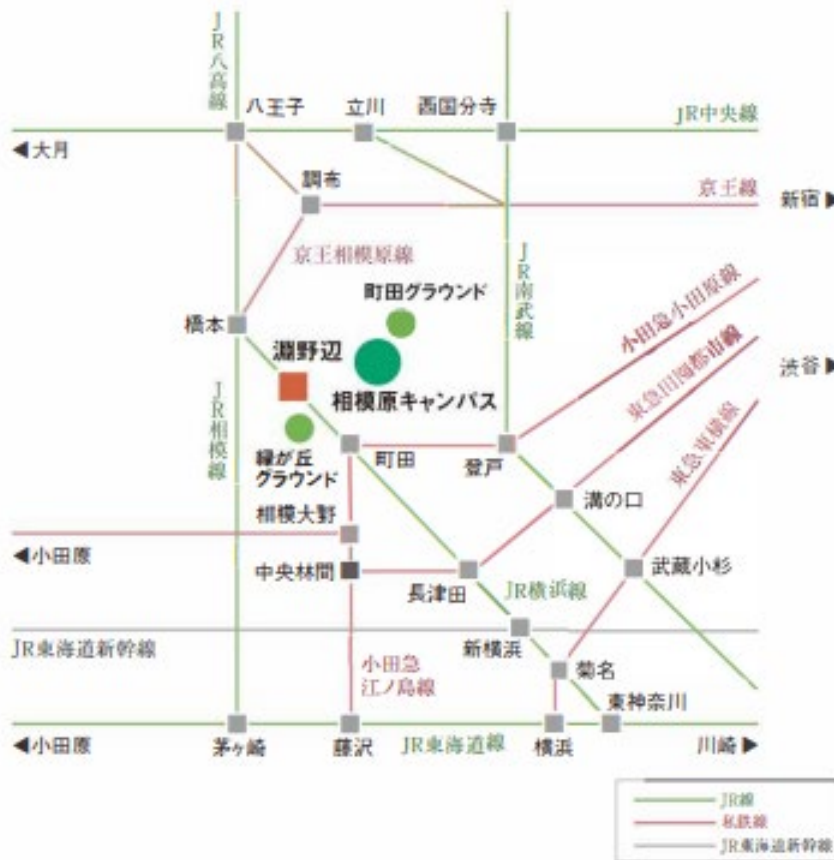 JR八高線
八王子
立川
西国分寺
JR中央線
◀大月
調布
京王線
新宿▶
京王相模原線
JR南武線
町田グラウンド
小田急小田原線
橋本
淵野辺
相模原キャンパス
東急田園都市線
渋谷▶
JR相模線
緑が丘
グラウンド
町田
登戸
東急東横線
相模大野
溝の口
◀小田原
中央林間
長津田
JR横浜線
武蔵小杉
JR東海道新幹線
新横浜
小田急
江ノ島線
菊名
東神奈川
◀小田原
茅ヶ崎
藤沢
JR東海道線
横浜
川崎▶
JR線
私鉄線
JR東海道新幹線